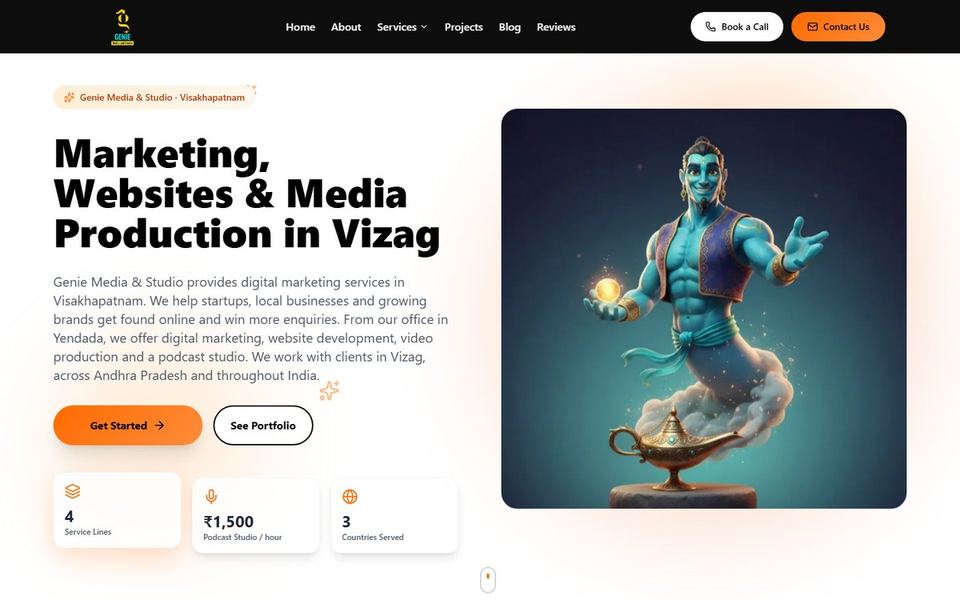 GENIE
Home
About
Services
Projects
Blog
Reviews
Book a Call
Contact Us
Genie Media & Studio · Visakhapatnam
Marketing,
Websites & Media
Production in Vizag
Genie Media & Studio provides digital marketing services in
Visakhapatnam. We help startups, local businesses and growing
brands get found online and win more enquiries. From our office in
Yendada, we offer digital marketing, website development, video
production and a podcast studio. We work with clients in Vizag,
across Andhra Pradesh and throughout India.
Get Started
See Portfolio
4
Service Lines
₹1,500
Podcast Studio / hour
3
Countries Served